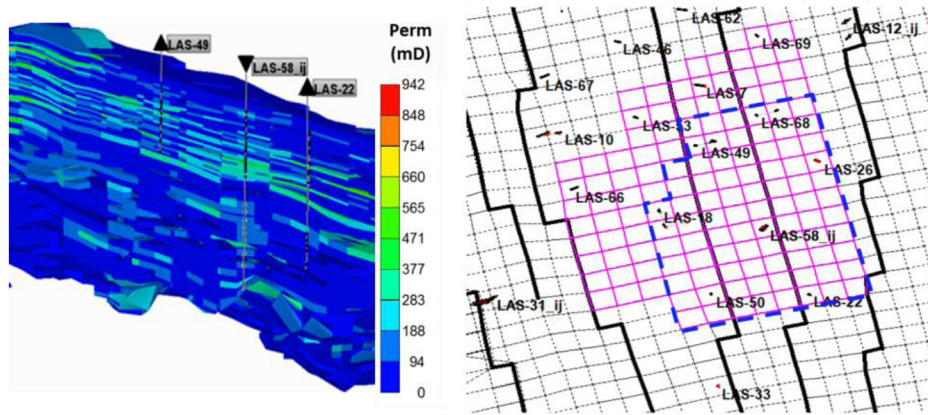 LAS-49
LAS-58_ij
LAS-22
Perm
(mD)
942
848
754
660
565
471
377
283
188
94
0
LAS-62
LAS-12_ij
LAS-46
LAS-69
LAS-67
LAS-7
LAS-10
LAS-68
LAS-49
LAS-26
LAS-66
LAS-18
LAS-58_ij
LAS-50
LAS-22
LAS-31_ij
LAS-33